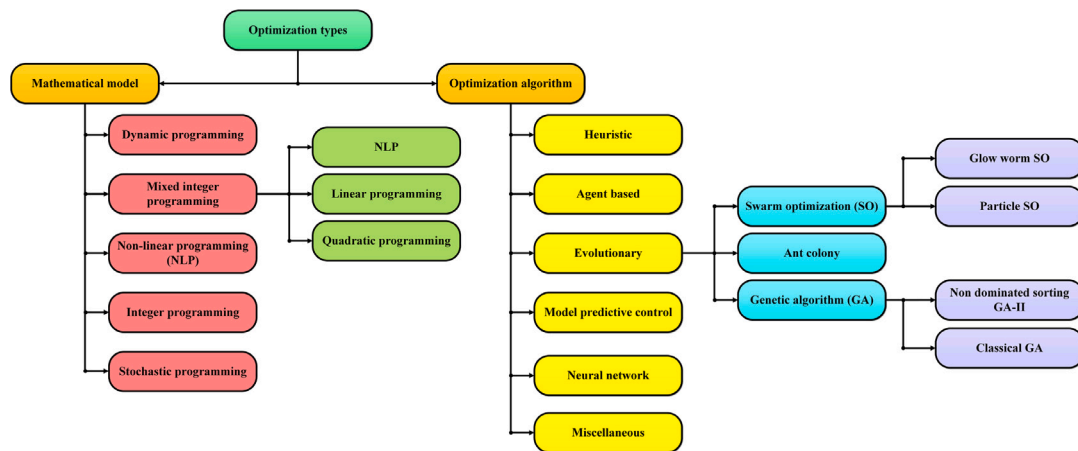 Optimization types
Mathematical model
Optimization algorithm
Dynamic programming
Mixed integer
programming
Non-linear programming
(NLP)
Integer programming
Stochastic programming
NLP
Linear programming
Quadratic programming
Heuristic
Agent based
Evolutionary
Model predictive control
Neural network
Miscellaneous
Swarm optimization (SO)
Ant colony
Genetic algorithm (GA)
Glow worm SO
Particle SO
Non dominated sorting
GA-II
Classical GA